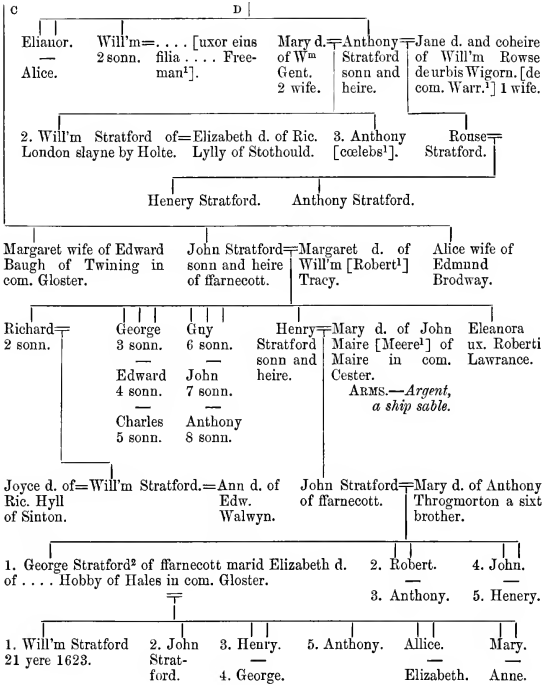 C D
Elianor. Will'm=. . . . [uxor eius Mary d.=Anthony=Jane d. and coheire
— 2 sonn. filia . . . . Free- of Wm Stratford of Will'm Rowse
Alice. man¹]. Gent. sonn and de urbis Wigorn. [de
2 wife. heire. com. Warr.¹] 1 wife.
2. Will'm Stratford of=Elizabeth d. of Ric. 3. Anthony Rouse=
London slayne by Holte. Lylly of Stothould. [cœlebs¹]. Stratford.
Henery Stratford. Anthony Stratford.
Margaret wife of Edward John Stratford=Margaret d. of Alice wife of
Baugh of Twining in sonn and heire Will'm [Robert¹] Edmund
com. Gloster. of ffarnecott. Tracy. Brodway.
Richard= George Guy Henry=Mary d. of John Eleanora
2 sonn. 3 sonn. 6 sonn. Stratford Maire [Meere¹] of ux. Roberti
— — sonn and Maire in com. Lawrance.
Edward John heire. Cester.
4 sonn. 7 sonn. ARMS.—Argent,
— — a ship sable.
Charles Anthony
5 sonn. 8 sonn.
Joyce d. of=Will'm Stratford.=Ann d. of John Stratford=Mary d. of Anthony
Ric. Hyll Edw. of ffarnecott. Throgmorton a sixt
of Sinton. Walwyn. brother.
1. George Stratford² of ffarnecott marid Elizabeth d. 2. Robert. 4. John.
of . . . . Hobby of Hales in com. Gloster. — —
3. Anthony. 5. Henery.
1. Will'm Stratford 2. John 3. Henry. 5. Anthony. Allice. Mary.
21 yere 1623. Strat- — — —
ford. 4. George. Elizabeth. Anne.